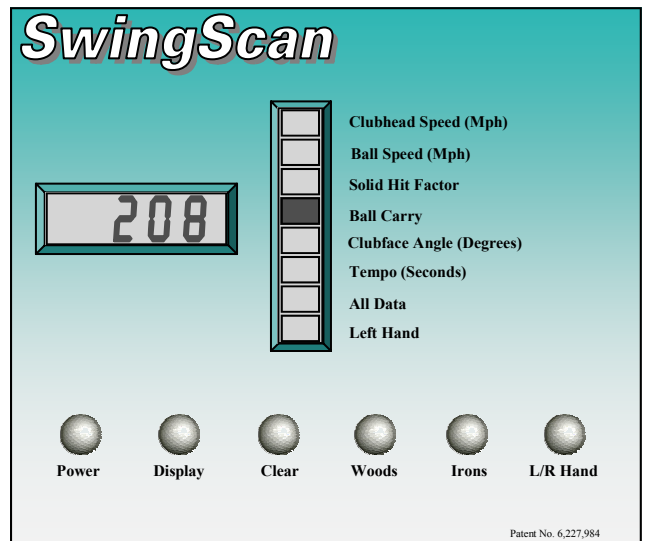 SwingScan
208
Clubhead Speed (Mph)
Ball Speed (Mph)
Solid Hit Factor
Ball Carry
Clubface Angle (Degrees)
Tempo (Seconds)
All Data
Left Hand
Power Display Clear Woods Irons L/R Hand
Patent No. 6,227,984